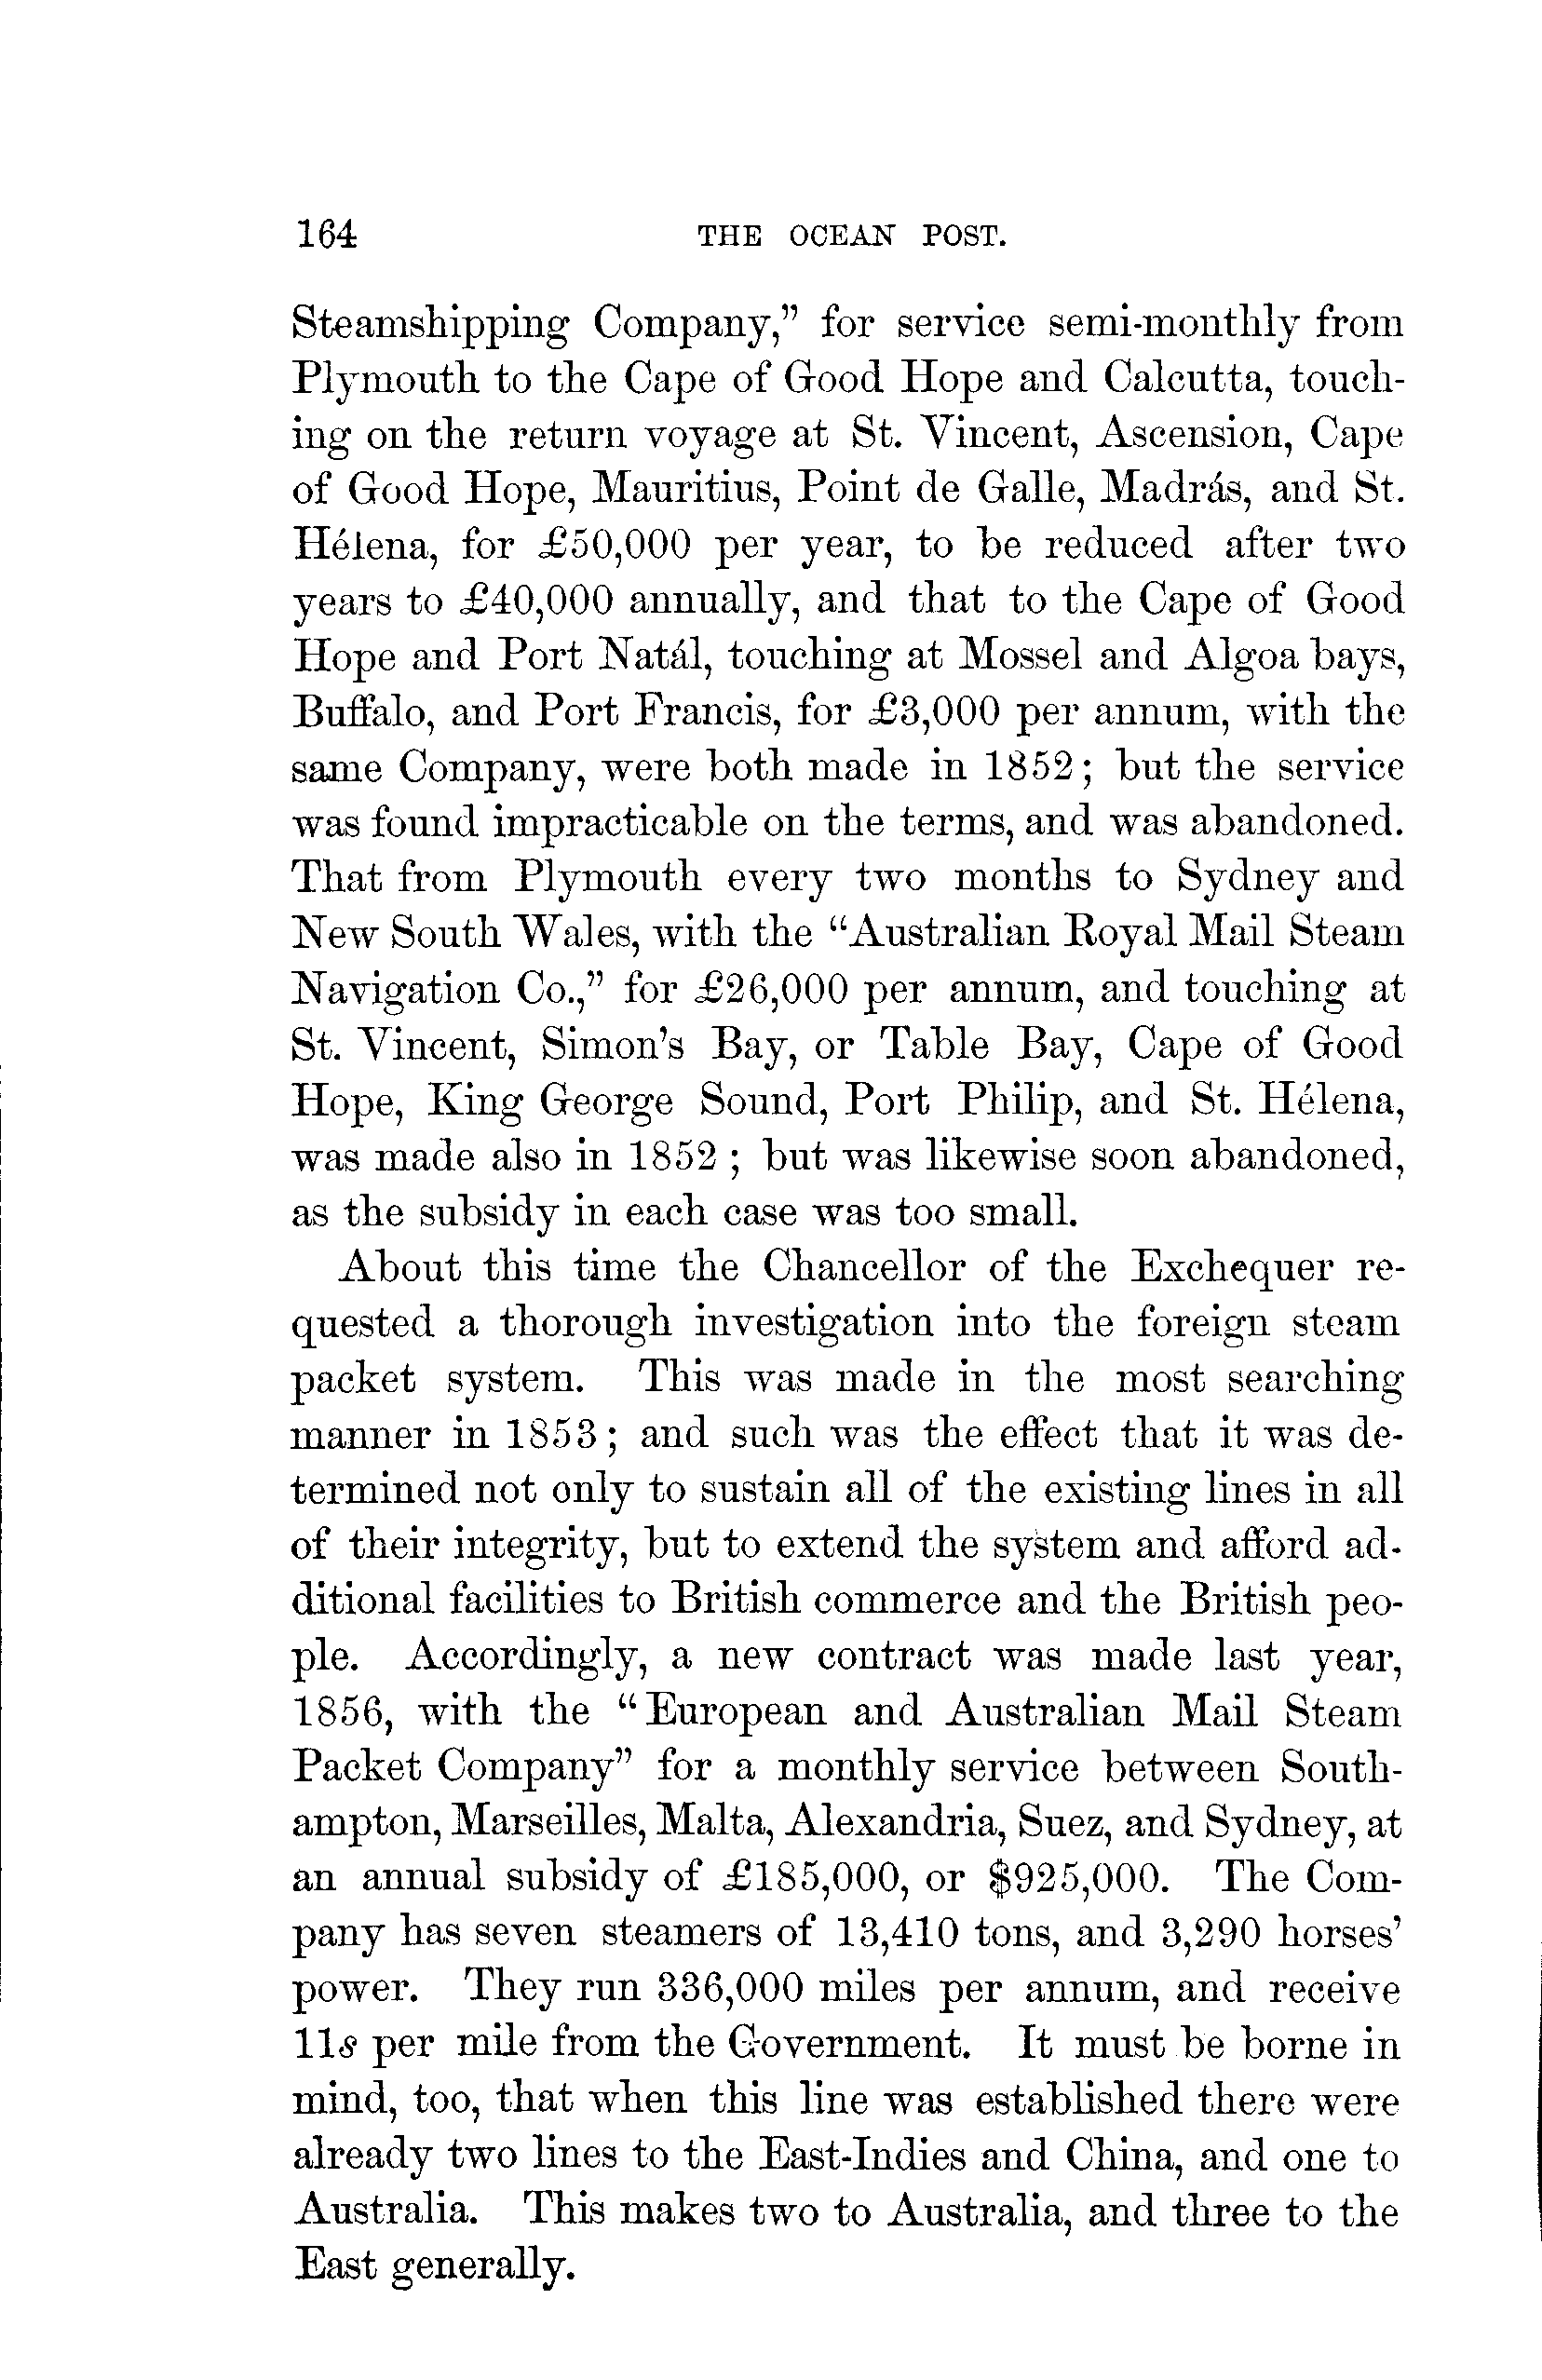 164 THE OCEAN POST.
Steamshipping Company,” for service semi-monthly from
Plymouth to the Cape of Good Hope and Calcutta, touch-
ing on the return voyage at St. Vincent, Ascension, Cape
of Good Hope, Mauritius, Point de Galle, Madrás, and St.
Hélena, for £50,000 per year, to be reduced after two
years to £40,000 annually, and that to the Cape of Good
Hope and Port Natál, touching at Mossel and Algoa bays,
Buffalo, and Port Francis, for £3,000 per annum, with the
same Company, were both made in 1852; but the service
was found impracticable on the terms, and was abandoned.
That from Plymouth every two months to Sydney and
New South Wales, with the “Australian Royal Mail Steam
Navigation Co.,” for £26,000 per annum, and touching at
St. Vincent, Simon’s Bay, or Table Bay, Cape of Good
Hope, King George Sound, Port Philip, and St. Hélena,
was made also in 1852 ; but was likewise soon abandoned,
as the subsidy in each case was too small.
About this time the Chancellor of the Exchequer re-
quested a thorough investigation into the foreign steam
packet system. This was made in the most searching
manner in 1853; and such was the effect that it was de-
termined not only to sustain all of the existing lines in all
of their integrity, but to extend the system and afford ad-
ditional facilities to British commerce and the British peo-
ple. Accordingly, a new contract was made last year,
1856, with the “European and Australian Mail Steam
Packet Company” for a monthly service between South-
ampton, Marseilles, Malta, Alexandria, Suez, and Sydney, at
an annual subsidy of £185,000, or $925,000. The Com-
pany has seven steamers of 13,410 tons, and 3,290 horses’
power. They run 336,000 miles per annum, and receive
11s per mile from the Government. It must be borne in
mind, too, that when this line was established there were
already two lines to the East-Indies and China, and one to
Australia. This makes two to Australia, and three to the
East generally.